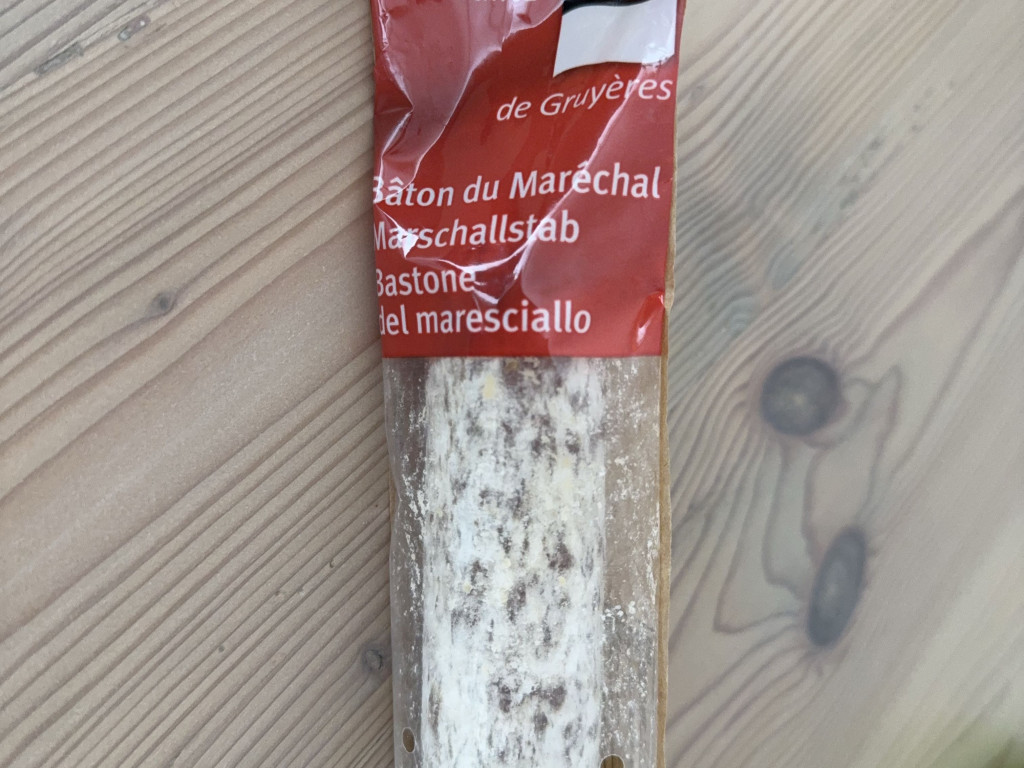 de Gruyères
Bâton du Maréchal
Marschallstab
Bastone
del maresciallo